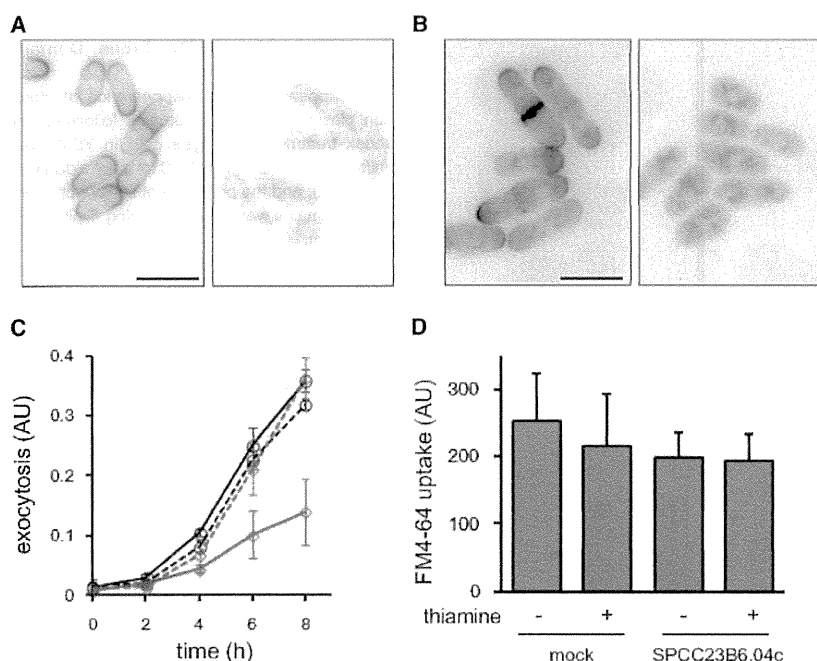 A
B
C
D
0.4
0.3
0.2
0.1
0
exocytosis (AU)
0 2 4 6 8
time (h)
300
200
100
0
FM4-64 uptake (AU)
thiamine - + - +
mock SPCC23B6.04c